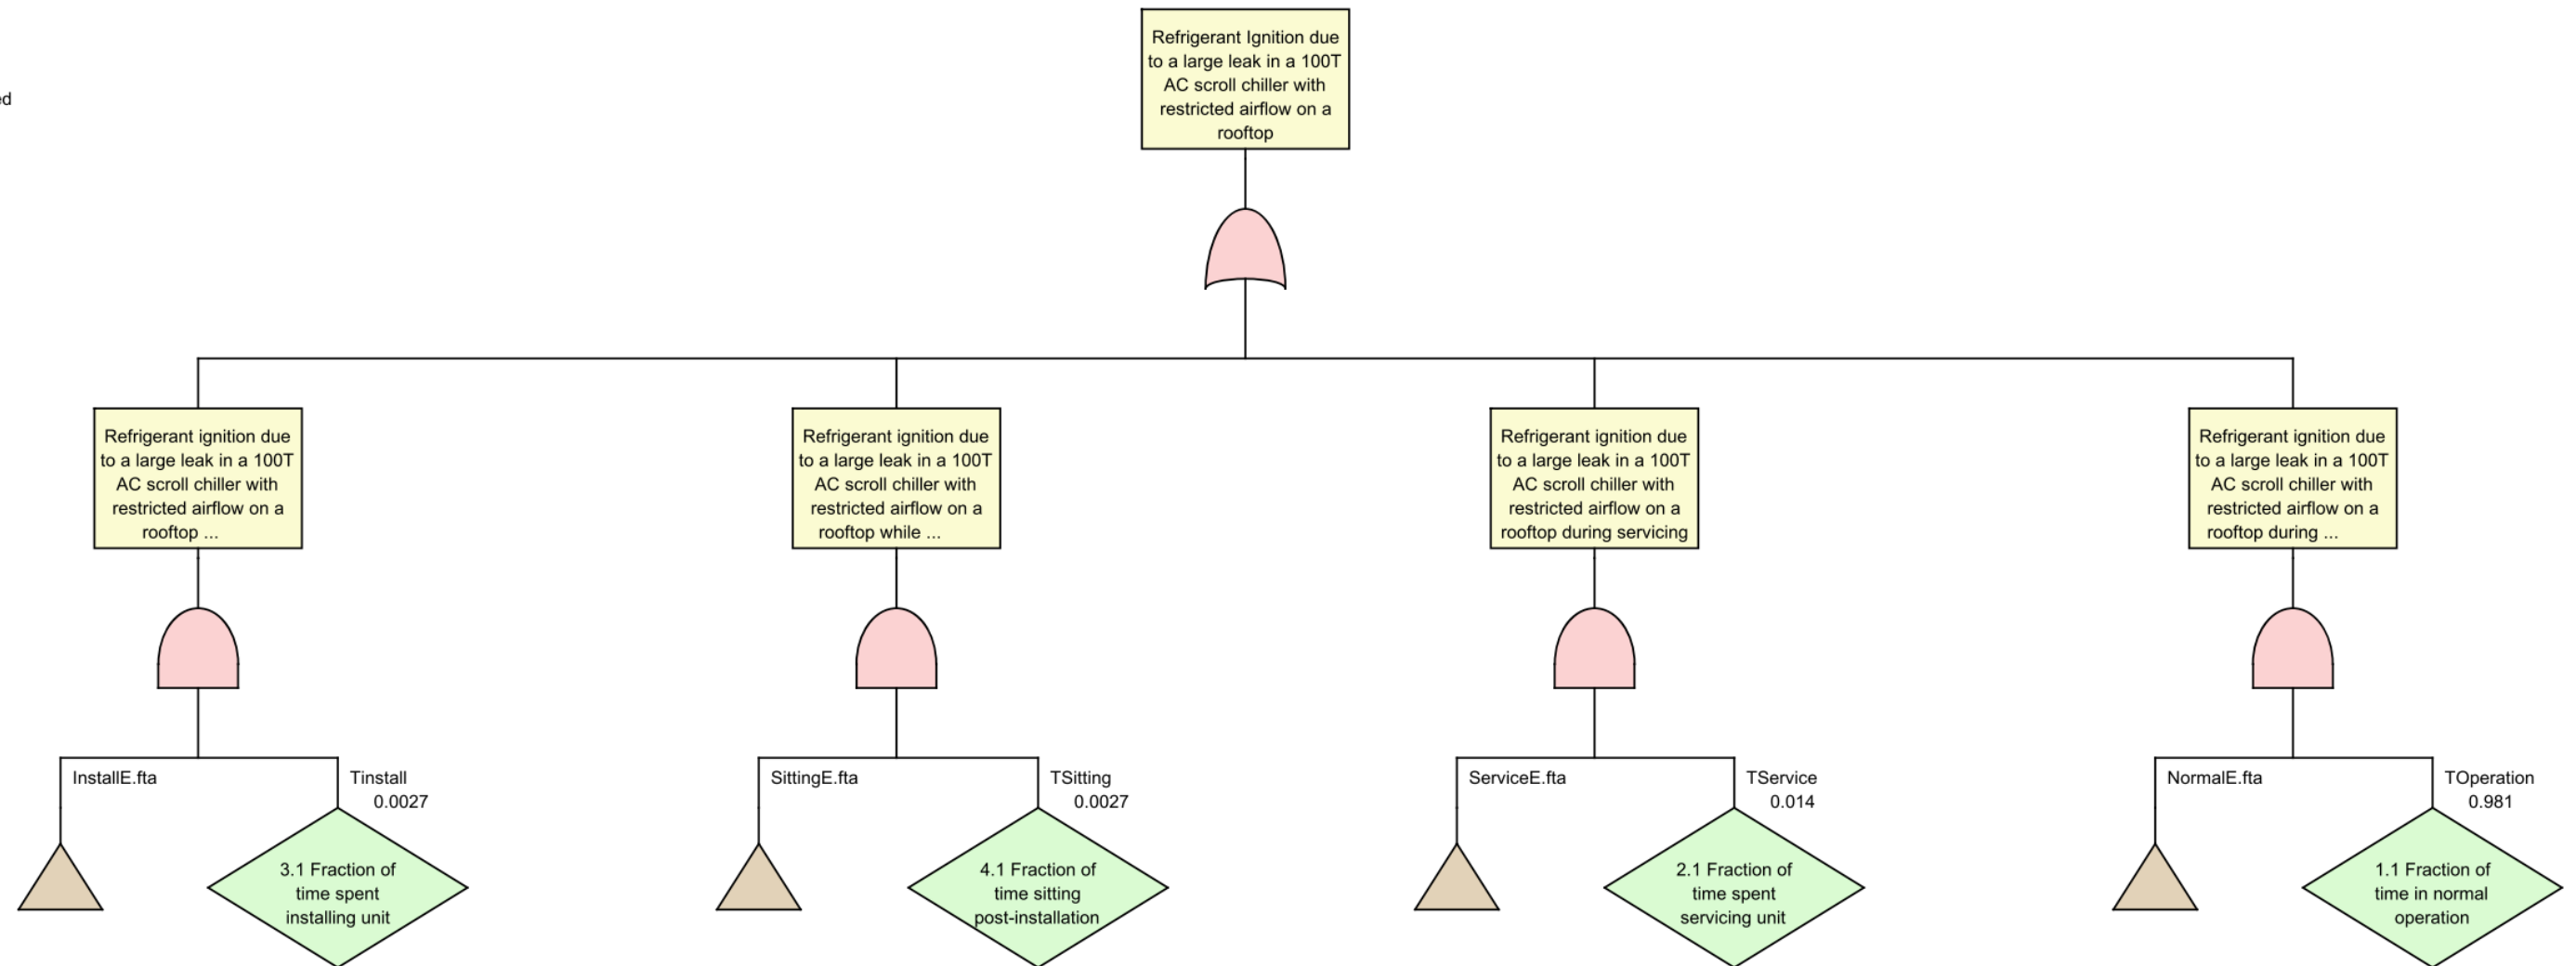 Refrigerant Ignition due
to a large leak in a 100T
AC scroll chiller with
restricted airflow on a
rooftop
ed
Refrigerant ignition due
to a large leak in a 100T
AC scroll chiller with
restricted airflow on a
rooftop ...
Refrigerant ignition due
to a large leak in a 100T
AC scroll chiller with
restricted airflow on a
rooftop while ...
Refrigerant ignition due
to a large leak in a 100T
AC scroll chiller with
restricted airflow on a
rooftop during servicing
Refrigerant ignition due
to a large leak in a 100T
AC scroll chiller with
restricted airflow on a
rooftop during ...
InstallE.fta
Tinstall
0.0027
3.1 Fraction of
time spent
installing unit
SittingE.fta
TSitting
0.0027
4.1 Fraction of
time sitting
post-installation
ServiceE.fta
TService
0.014
2.1 Fraction of
time spent
servicing unit
NormalE.fta
TOperation
0.981
1.1 Fraction of
time in normal
operation